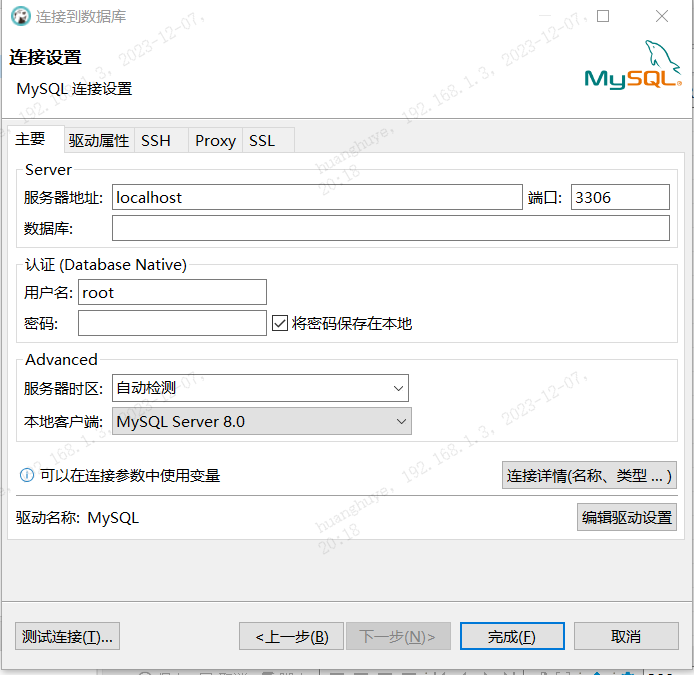 连接到数据库
连接设置
MySQL 连接设置
MySQL
主要 驱动属性 SSH Proxy SSL
Server
服务器地址: localhost 端口: 3306
数据库:
认证 (Database Native)
用户名: root
密码: 将密码保存在本地
Advanced
服务器时区: 自动检测
本地客户端: MySQL Server 8.0
可以在连接参数中使用变量
连接详情(名称、类型 ... )
驱动名称: MySQL
编辑驱动设置
测试连接(T)... <上一步(B) 下一步(N)> 完成(F) 取消
huanghuye, 192.168.1.3, 2023-12-07,
20:18
huanghuye, 192.168.1.3, 2023-12-07,
20:18